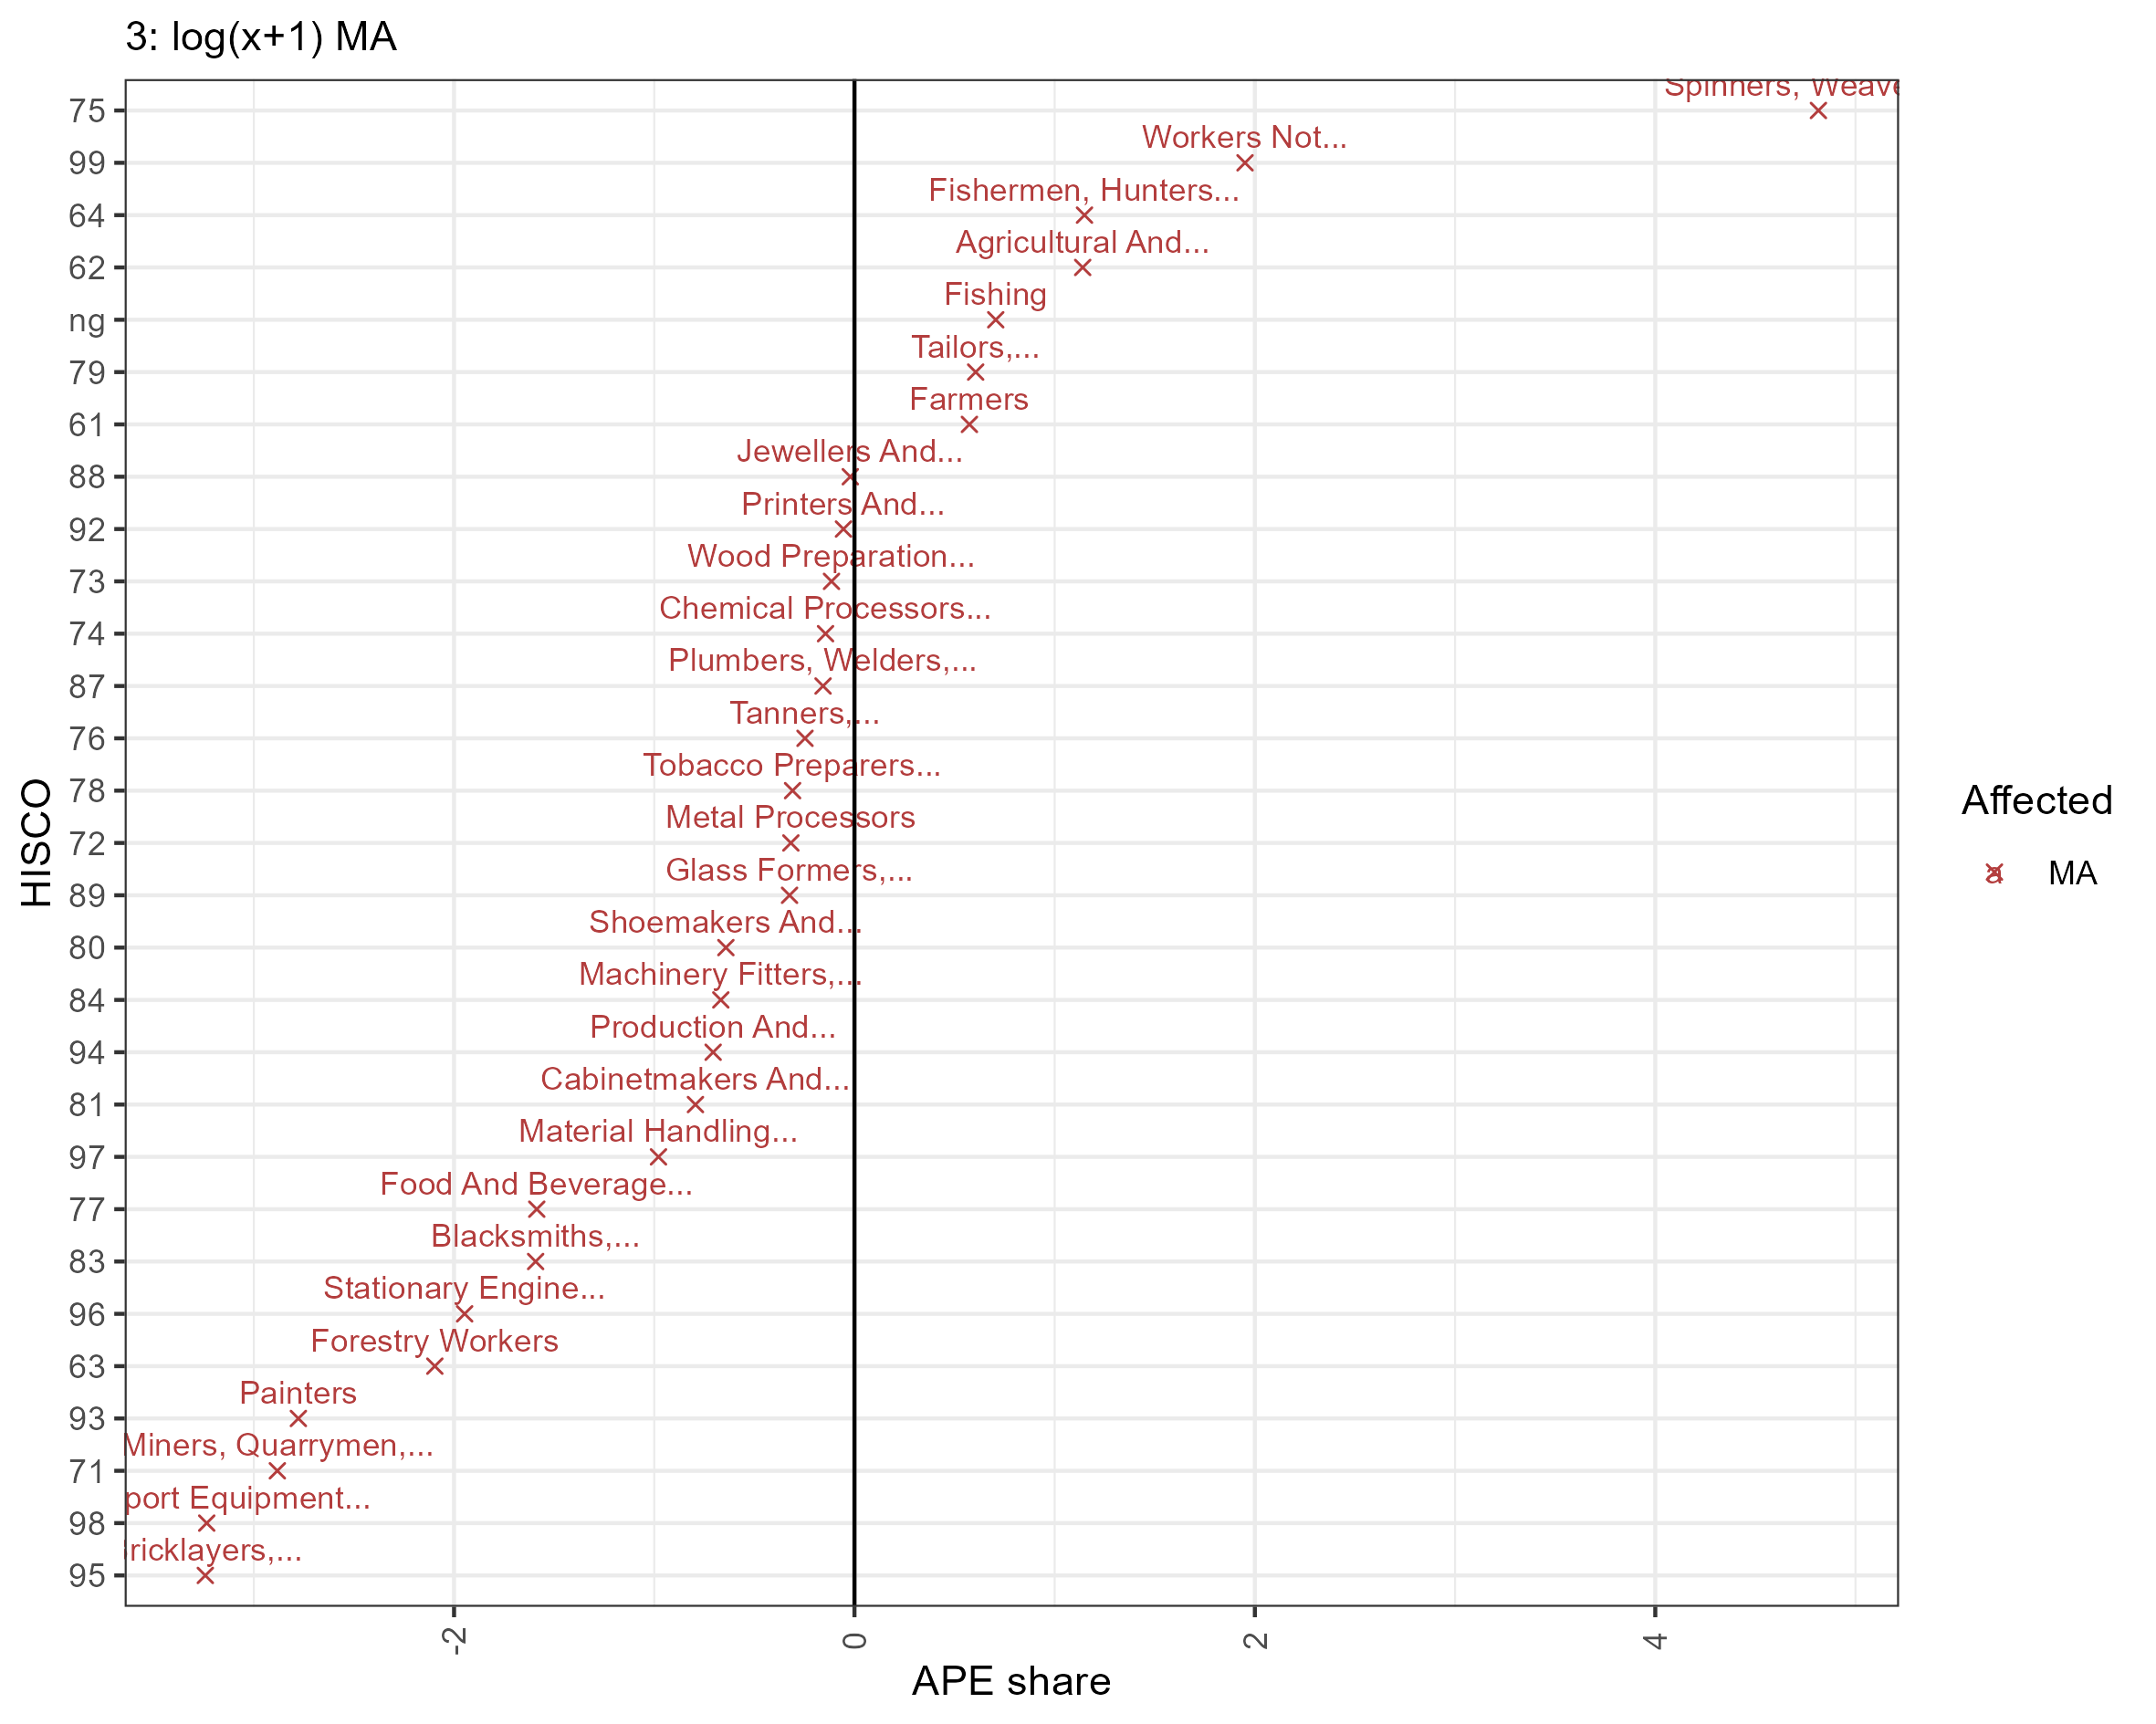 3: log(x+1) MA
75
Spinners, Weave
99
Workers Not...
64
Fishermen, Hunters...
62
Agricultural And...
ng
Fishing
79
Tailors,...
61
Farmers
88
Jewellers And...
92
Printers And...
73
Wood Preparation...
74
Chemical Processors...
87
Plumbers, Welders,...
76
Tanners,...
78
Tobacco Preparers...
72
Metal Processors
89
Glass Formers,...
80
Shoemakers And...
84
Machinery Fitters,...
94
Production And...
81
Cabinetmakers And...
97
Material Handling...
77
Food And Beverage...
83
Blacksmiths,...
96
Stationary Engine...
63
Forestry Workers
93
Painters
71
Miners, Quarrymen,...
98
port Equipment...
95
ricklayers,...
HISCO
-2
0
2
4
APE share
Affected
a
MA